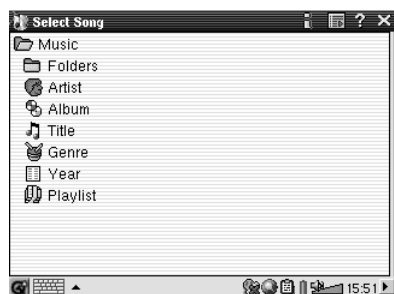 Select Song ?
Music
Folders
Artist
Album
Title
Genre
Year
Playlist
15:51